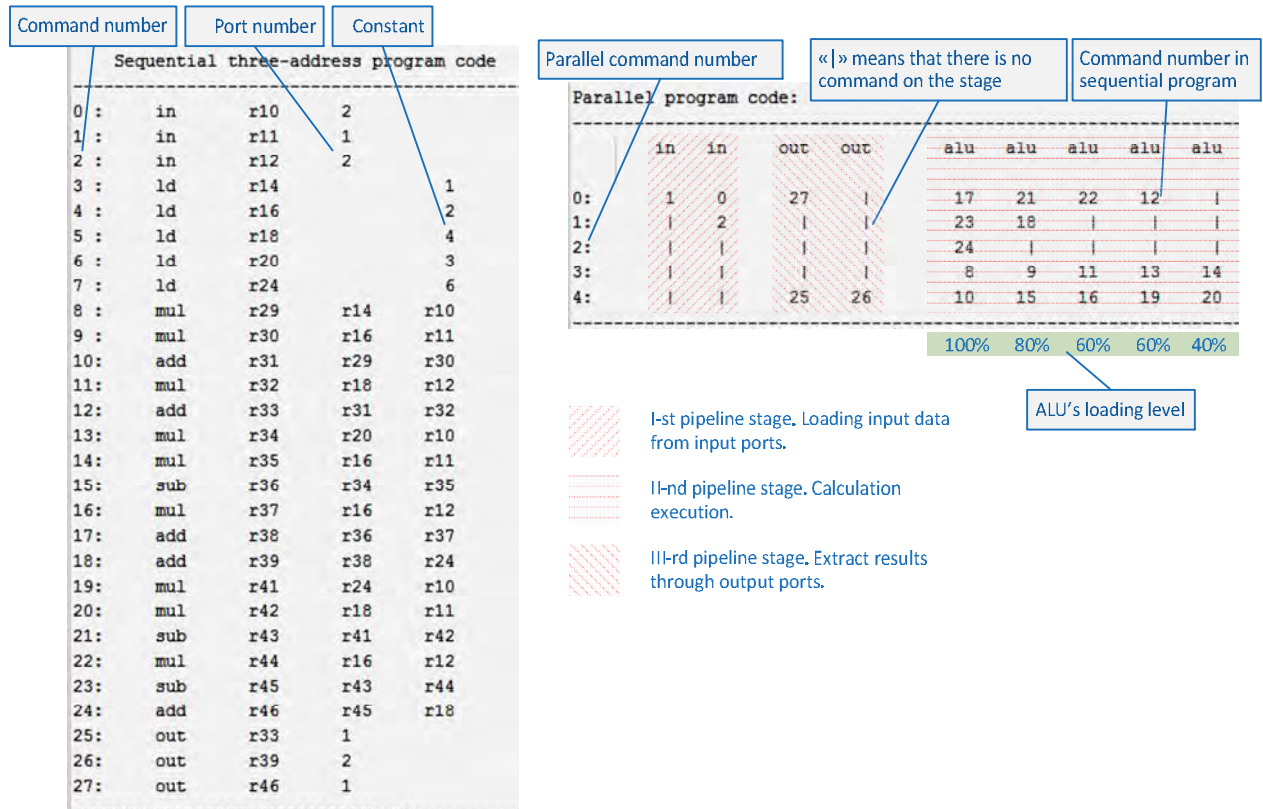 Command number
Port number
Constant
Sequential three-address program code
0 : in r10 2
1 : in r11 1
2 : in r12 2
3 : ld r14 1
4 : ld r16 2
5 : ld r18 4
6 : ld r20 3
7 : ld r24 6
8 : mul r29 r14 r10
9 : mul r30 r16 r11
10: add r31 r29 r30
11: mul r32 r18 r12
12: add r33 r31 r32
13: mul r34 r20 r10
14: mul r35 r16 r11
15: sub r36 r34 r35
16: mul r37 r16 r12
17: add r38 r36 r37
18: add r39 r38 r24
19: mul r41 r24 r10
20: mul r42 r18 r11
21: sub r43 r41 r42
22: mul r44 r16 r12
23: sub r45 r43 r44
24: add r46 r45 r18
25: out r33 1
26: out r39 2
27: out r46 1
Parallel command number
«|» means that there is no
command on the stage
Command number in
sequential program
Parallel program code:
in in out out alu alu alu alu alu
0: 1 0 27 | 17 21 22 12 |
1: | 2 | | 23 18 | | |
2: | | | | 24 | | | |
3: | | | | 8 9 11 13 14
4: | | 25 26 10 15 16 19 20
100% 80% 60% 60% 40%
ALU's loading level
I-st pipeline stage. Loading input data
from input ports.
II-nd pipeline stage. Calculation
execution.
III-rd pipeline stage. Extract results
through output ports.